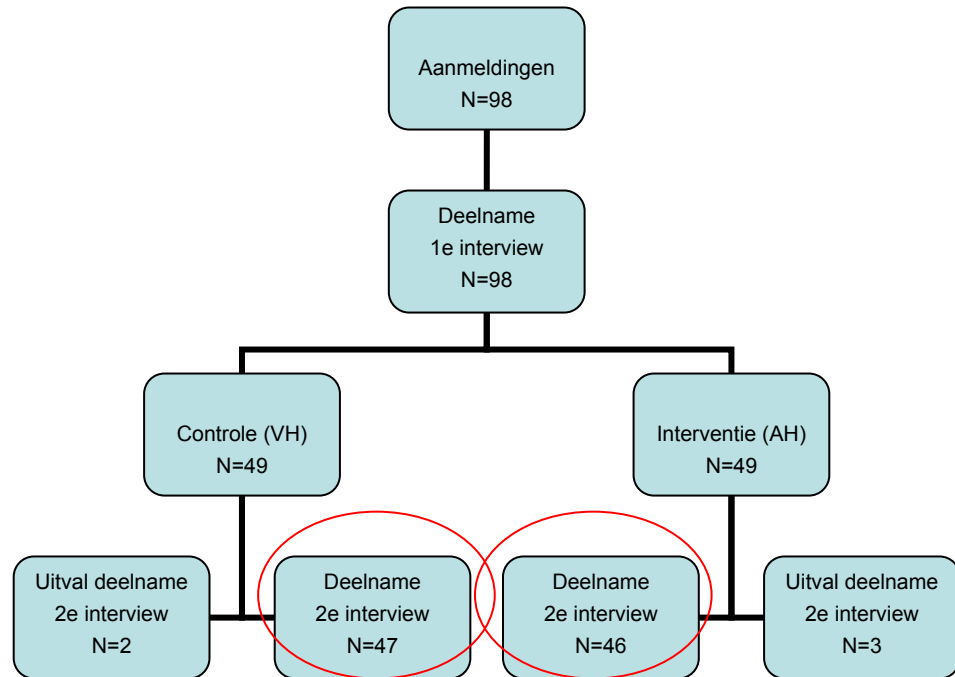 Aanmeldingen
N=98
Deelname
1e interview
N=98
Controle (VH)
N=49
Interventie (AH)
N=49
Uitval deelname
2e interview
N=2
Deelname
2e interview
N=47
Deelname
2e interview
N=46
Uitval deelname
2e interview
N=3